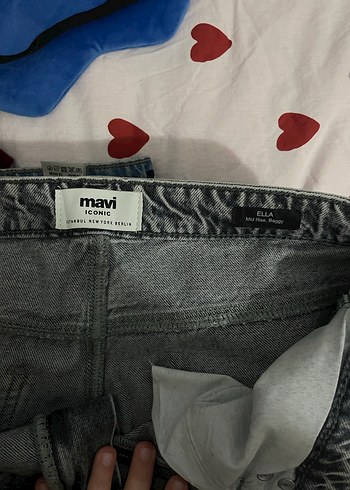 mavi
ICONIC
ISTANBUL NEW YORK BERLIN
ELLA
Mid Rise, Baggy